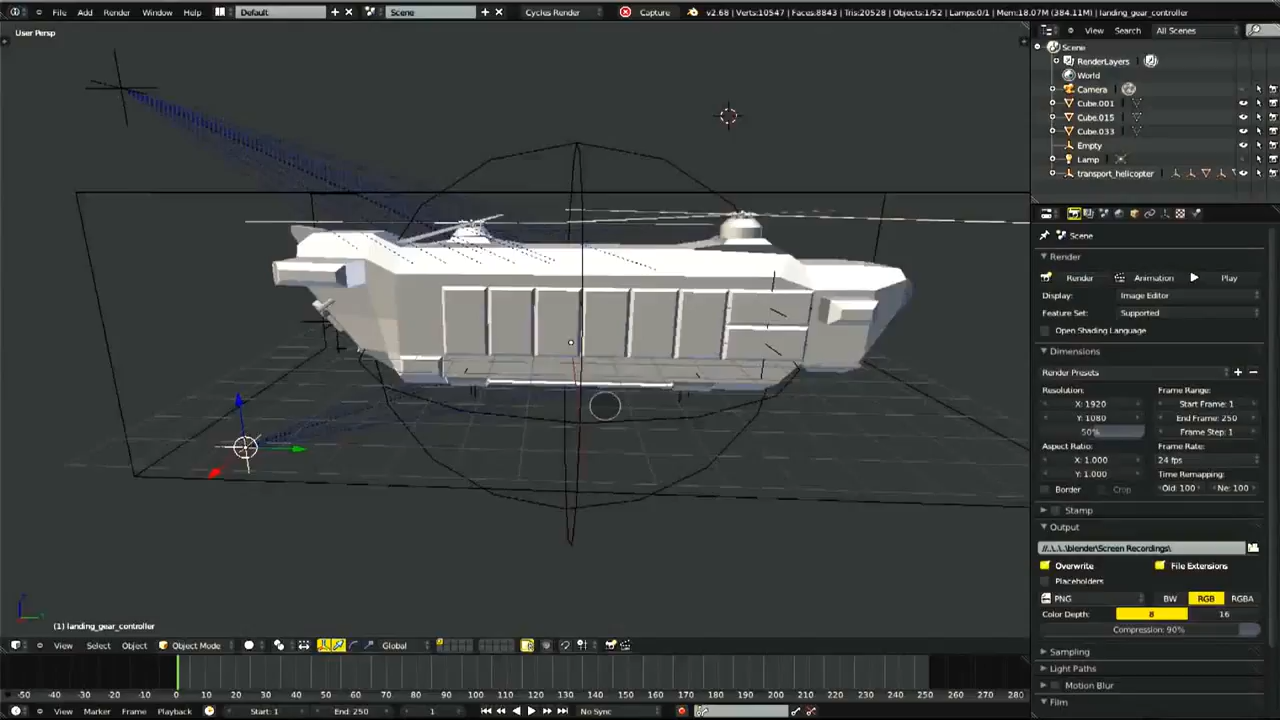 File Add Render Window Help Default Scene Cycles Render Capture v2.68 | Verts:10547 | Faces:8843 | Tris:20528 | Objects:1/52 | Lamps:0/1 | Mem:18.07M (384.11M) | landing_gear_controller
User Persp
View Search All Scenes
Scene
RenderLayers
World
Camera
Cube.001
Cube.015
Cube.033
Empty
Lamp
transport_helicopter
Scene
Render
Render Animation Play
Display: Image Editor
Feature Set: Supported
Open Shading Language
Dimensions
Render Presets
Resolution: Frame Range:
X: 1920 Start Frame: 1
Y: 1080 End Frame: 250
50% Frame Step: 1
Aspect Ratio: Frame Rate:
X: 1.000 24 fps
Y: 1.000 Time Remapping:
Border Crop Old: 100 Ne: 100
Stamp
Output
//..\..\..\blender\Screen Recordings\
Overwrite File Extensions
Placeholders
PNG BW RGB RGBA
Color Depth: 8 16
Compression: 90%
Sampling
Light Paths
Motion Blur
Film
(1) landing_gear_controller
View Select Object Object Mode Global
-50 -40 -30 -20 -10 0 10 20 30 40 50 60 70 80 90 100 110 120 130 140 150 160 170 180 190 200 210 220 230 240 250 260 270 280
View Marker Frame Playback Start: 1 End: 250 1 No Sync